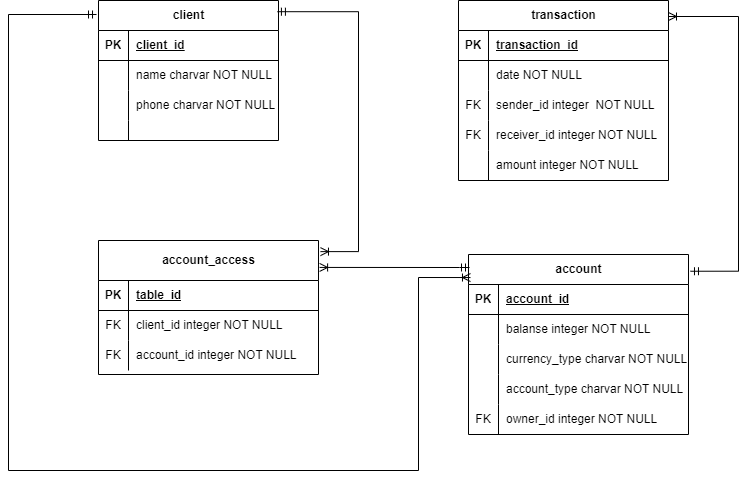 client
PK client_id
name charvar NOT NULL
phone charvar NOT NULL
transaction
PK transaction_id
date NOT NULL
FK sender_id integer  NOT NULL
FK receiver_id integer NOT NULL
amount integer NOT NULL
account_access
PK table_id
FK client_id integer NOT NULL
FK account_id integer NOT NULL
account
PK account_id
balanse integer NOT NULL
currency_type charvar NOT NULL
account_type charvar NOT NULL
FK owner_id integer NOT NULL